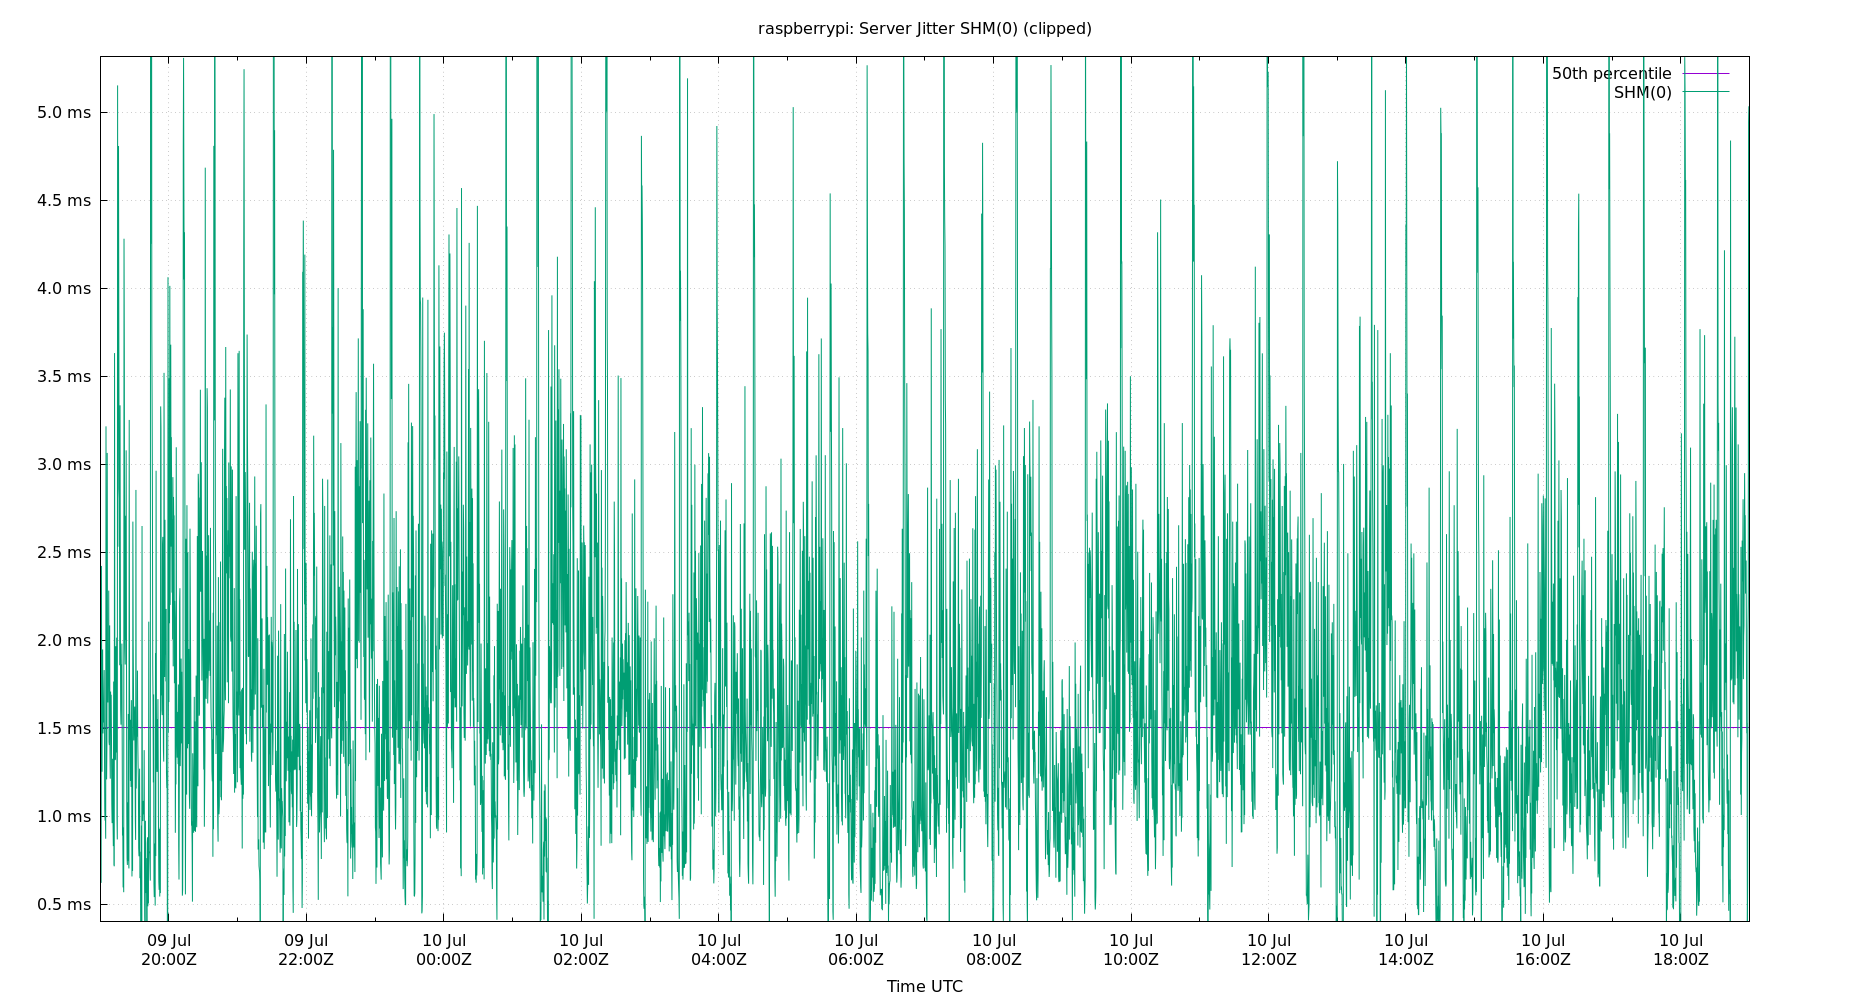 raspberrypi: Server Jitter SHM(0) (clipped)
50th percentile
SHM(0)
5.0 ms
4.5 ms
4.0 ms
3.5 ms
3.0 ms
2.5 ms
2.0 ms
1.5 ms
1.0 ms
0.5 ms
09 Jul 09 Jul 10 Jul 10 Jul 10 Jul 10 Jul 10 Jul 10 Jul 10 Jul 10 Jul 10 Jul 10 Jul
20:00Z 22:00Z 00:00Z 02:00Z 04:00Z 06:00Z 08:00Z 10:00Z 12:00Z 14:00Z 16:00Z 18:00Z
Time UTC